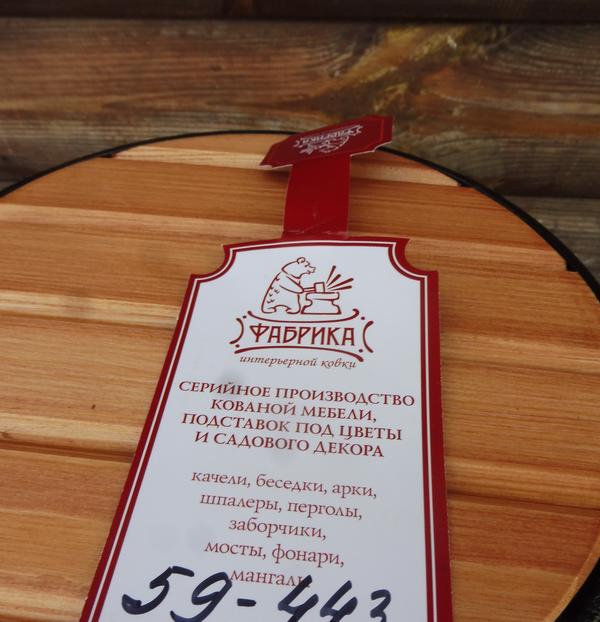 ФАБРИКА
ФАБРИКА
интерьерной ковки
СЕРИЙНОЕ ПРОИЗВОДСТВО
КОВАНОЙ МЕБЕЛИ,
ПОДСТАВОК ПОД ЦВЕТЫ
И САДОВОГО ДЕКОРА
качели, беседки, арки,
шпалеры, перголы,
заборчики,
мосты, фонари,
мангалы
59-443